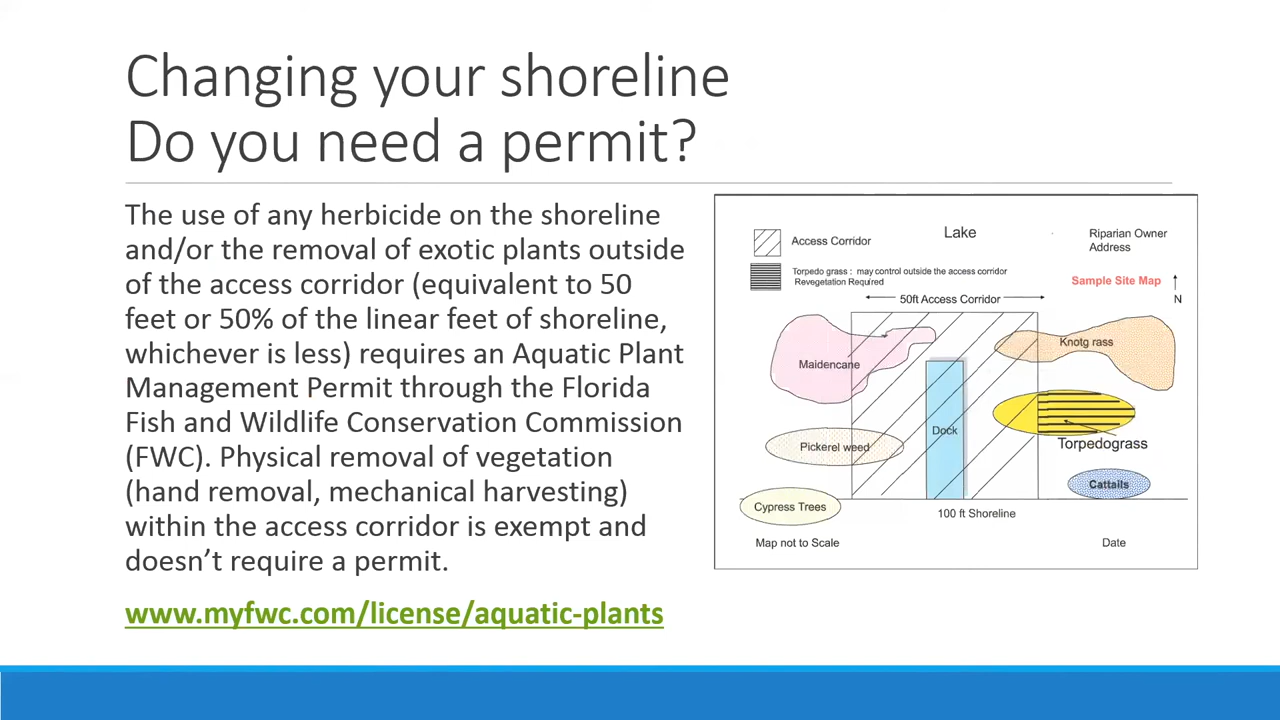 Changing your shoreline
Do you need a permit?
The use of any herbicide on the shoreline
and/or the removal of exotic plants outside
of the access corridor (equivalent to 50
feet or 50% of the linear feet of shoreline,
whichever is less) requires an Aquatic Plant
Management Permit through the Florida
Fish and Wildlife Conservation Commission
(FWC). Physical removal of vegetation
(hand removal, mechanical harvesting)
within the access corridor is exempt and
doesn't require a permit.
www.myfwc.com/license/aquatic-plants
Lake
Riparian Owner
Address
Access Corridor
Torpedo grass : may control outside the access corridor
Revegetation Required
Sample Site Map
N
50ft Access Corridor
Maidencane
Knotg rass
Dock
Pickerel weed
Torpedograss
Cattails
Cypress Trees
100 ft Shoreline
Map not to Scale
Date